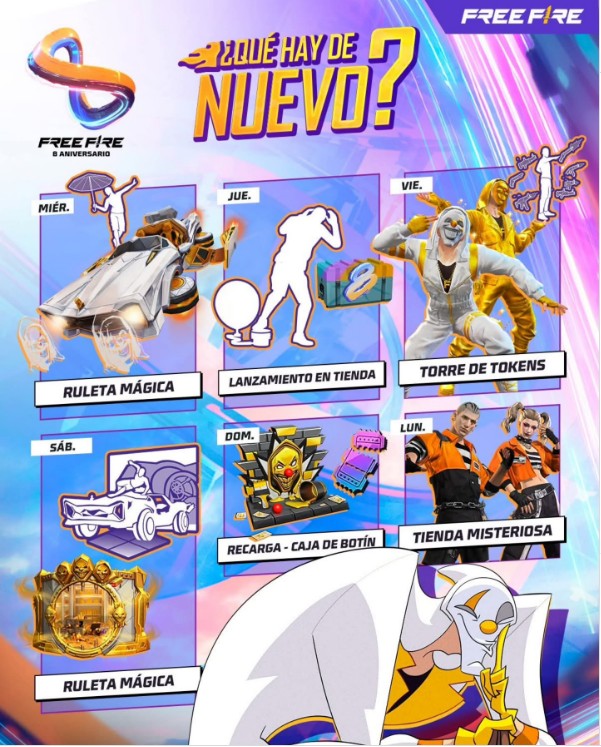 FREE FIRE
¿QUÉ HAY DE
NUEVO?
FREE FIRE
8 ANIVERSARIO
MIÉR.
JUE.
VIE.
RULETA MÁGICA
LANZAMIENTO EN TIENDA
TORRE DE TOKENS
SÁB.
DOM.
LUN.
RECARGA - CAJA DE BOTÍN
TIENDA MISTERIOSA
RULETA MÁGICA